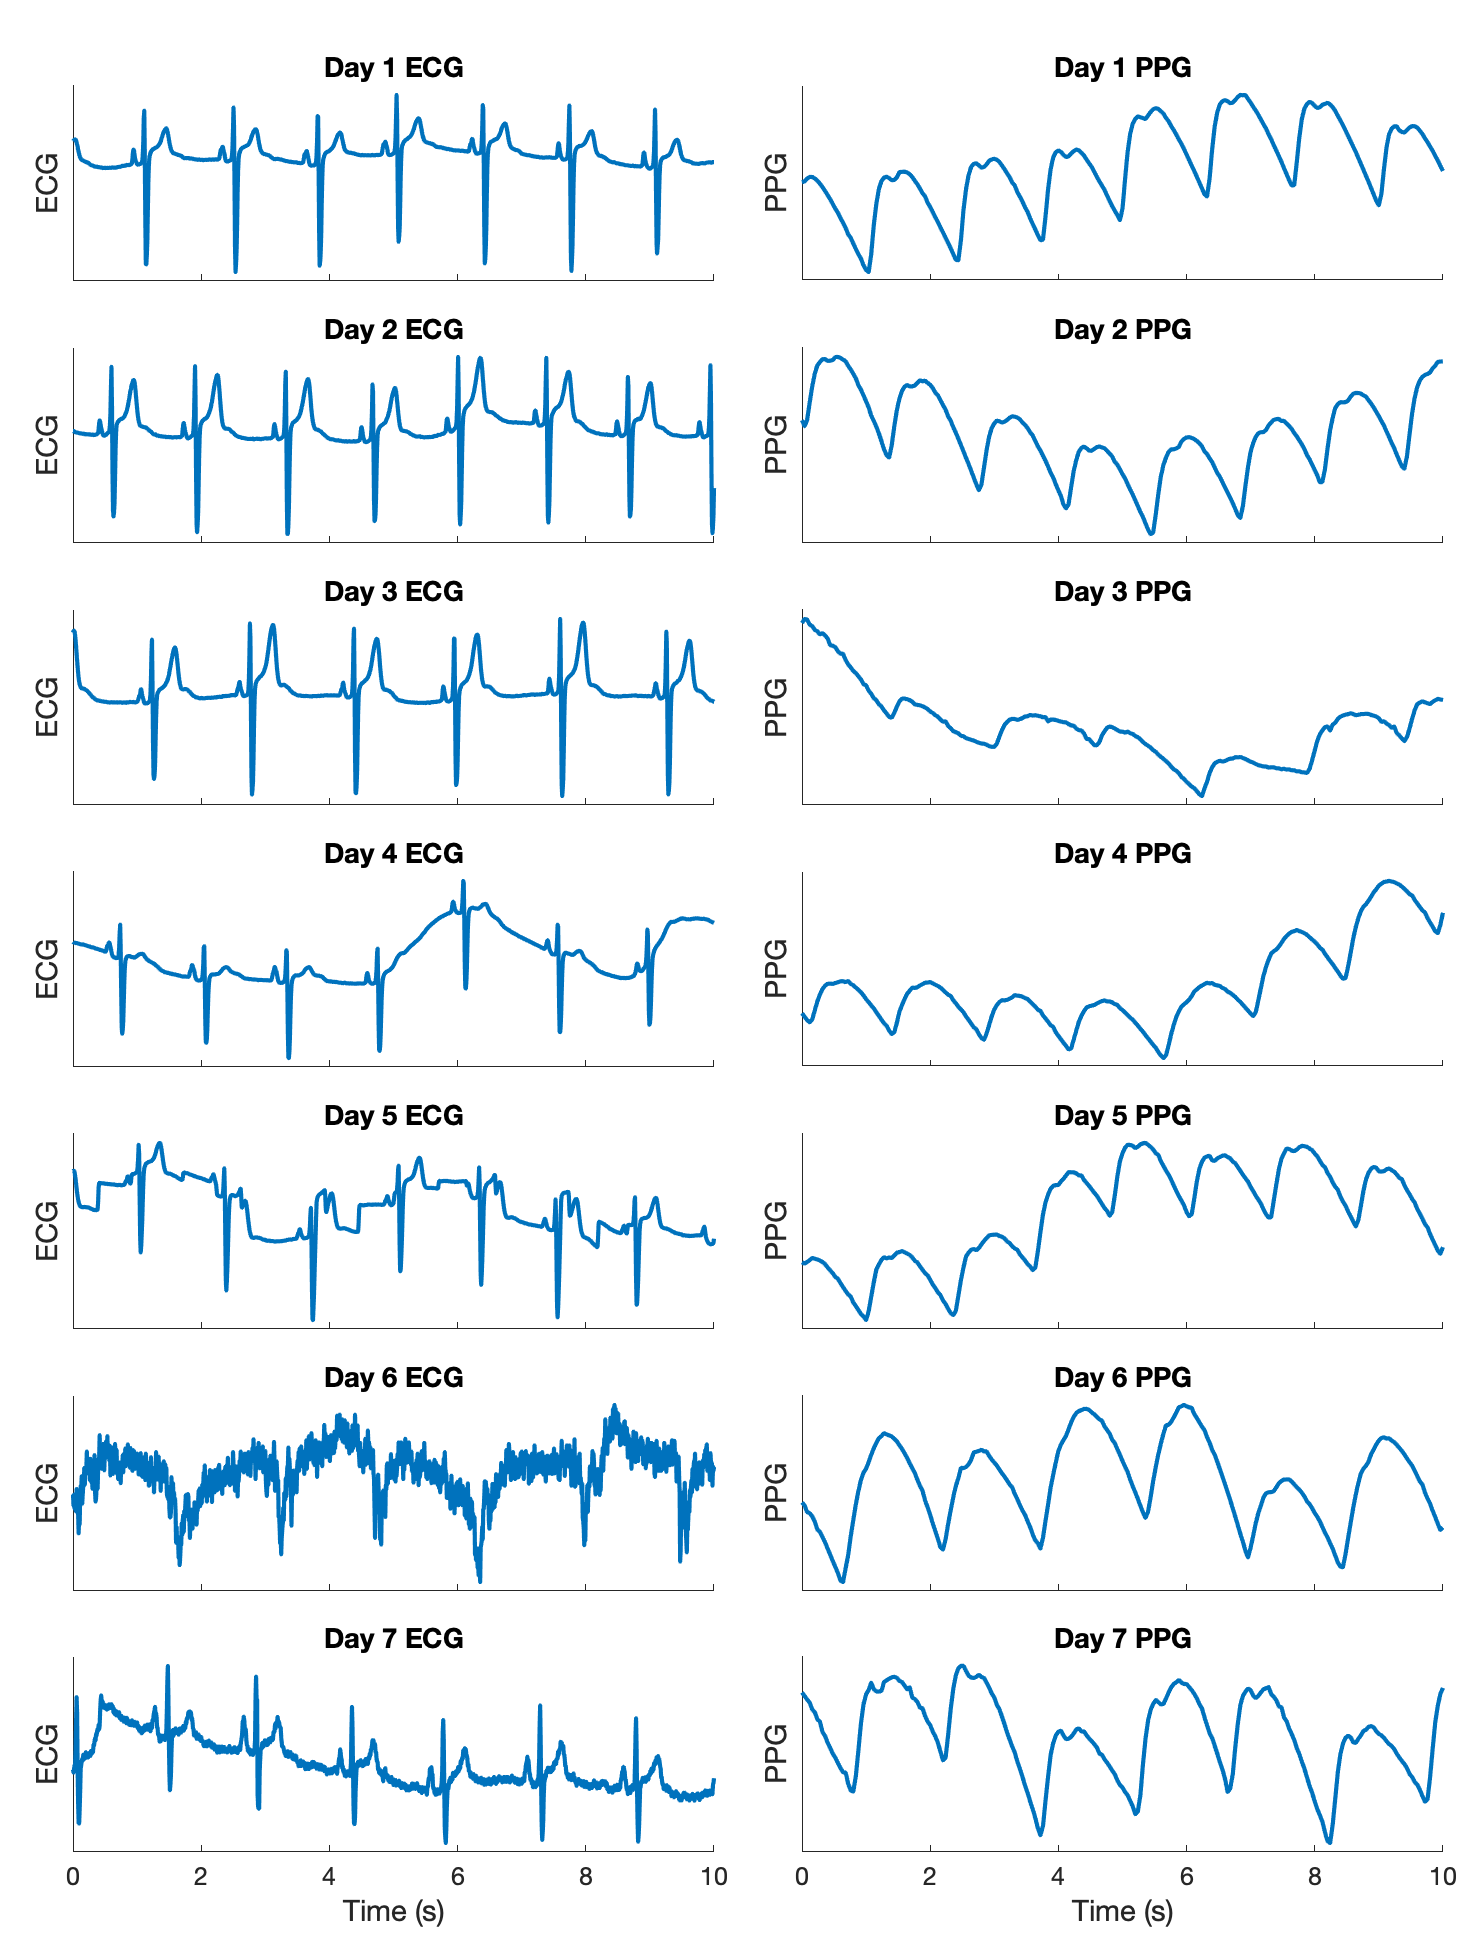 Day 1 ECG
Day 1 PPG
ECG
PPG
Day 2 ECG
Day 2 PPG
ECG
PPG
Day 3 ECG
Day 3 PPG
ECG
PPG
Day 4 ECG
Day 4 PPG
ECG
PPG
Day 5 ECG
Day 5 PPG
ECG
PPG
Day 6 ECG
Day 6 PPG
ECG
PPG
Day 7 ECG
Day 7 PPG
ECG
PPG
0 2 4 6 8 10
0 2 4 6 8 10
Time (s)
Time (s)